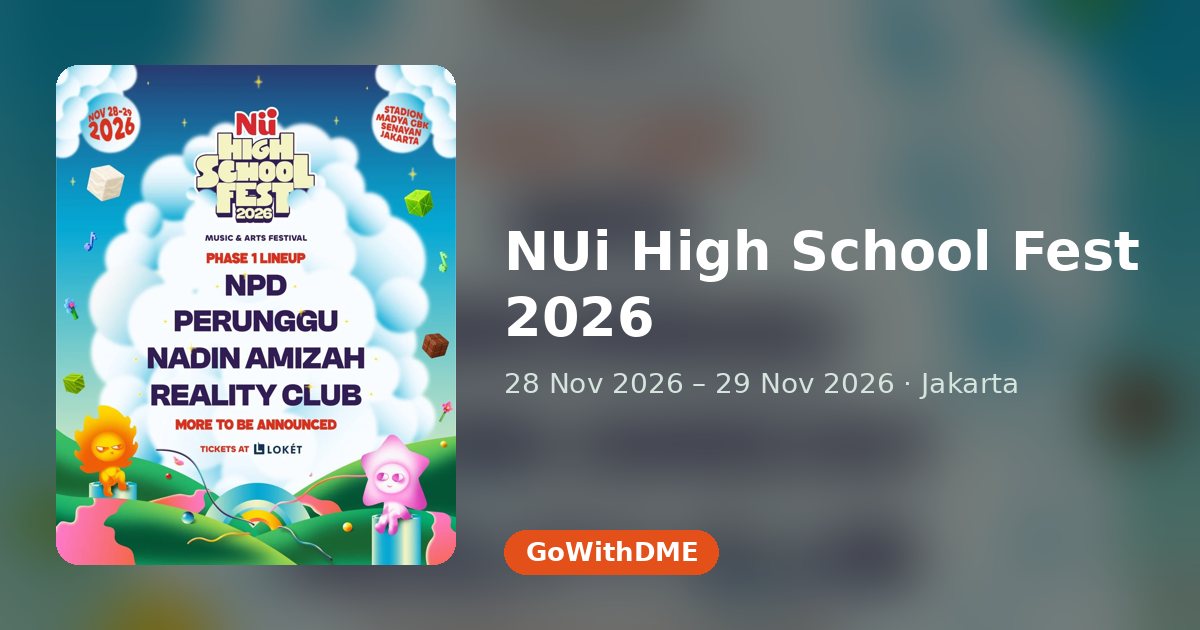 NOV 28-29
2026
STADION
MADYA GBK
SENAYAN
JAKARTA
Nüi
HIGH
SCHOOL
FEST
2026
MUSIC & ARTS FESTIVAL
PHASE 1 LINEUP
NPD
PERUNGGU
NADIN AMIZAH
REALITY CLUB
MORE TO BE ANNOUNCED
TICKETS AT LOKÉT
NUi High School Fest
2026
28 Nov 2026 – 29 Nov 2026 · Jakarta
GoWithDME